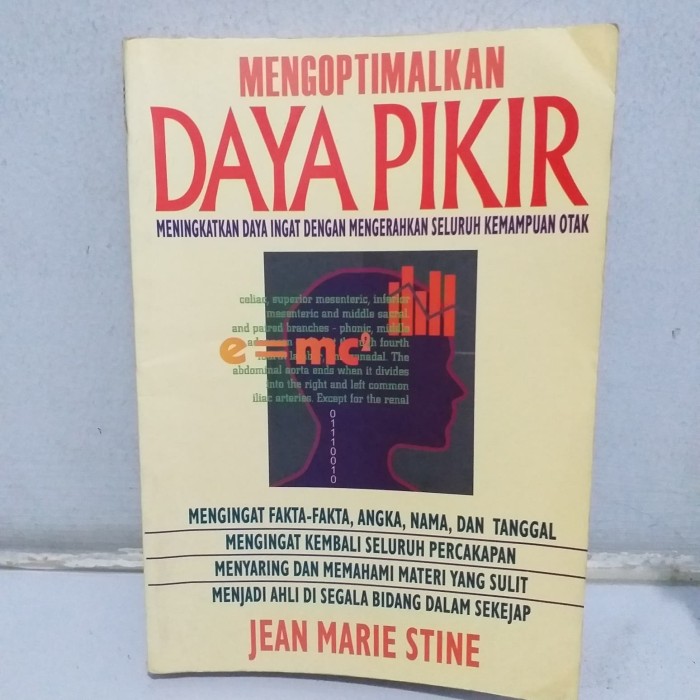 MENGOPTIMALKAN
DAYA PIKIR
MENINGKATKAN DAYA INGAT DENGAN MENGERAHKAN SELURUH KEMAMPUAN OTAK
celiac, superior mesenteric, inferior
mesenteric and middle sacral
and paired branches - phonic, middle
fourth
The
e=mc²
abdominal aorta ends when it divides
into the right and left common
iliac arteries. Except for the renal
01110010
MENGINGAT FAKTA-FAKTA, ANGKA, NAMA, DAN TANGGAL
MENGINGAT KEMBALI SELURUH PERCAKAPAN
MENYARING DAN MEMAHAMI MATERI YANG SULIT
MENJADI AHLI DI SEGALA BIDANG DALAM SEKEJAP
JEAN MARIE STINE